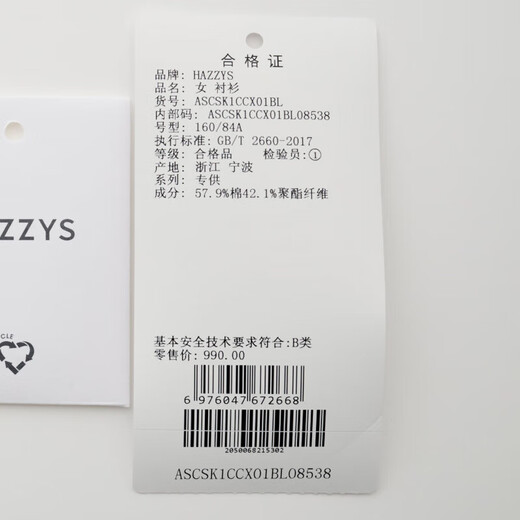 合格证
品牌: HAZZYS
品名: 女 衬衫
货号: ASCSK1CCX01BL
内部码: ASCSK1CCX01BL08538
号型: 160/84A
执行标准: GB/T 2660-2017
等级: 合格品 检验员:①
产地: 浙江 宁波
系列: 专供
成分: 57.9%棉42.1%聚酯纤维
ZZYS
CLE
基本安全技术要求符合:B类
零售价: 990.00
6 976047 672668
2050068215302
ASCSK1CCX01BL08538